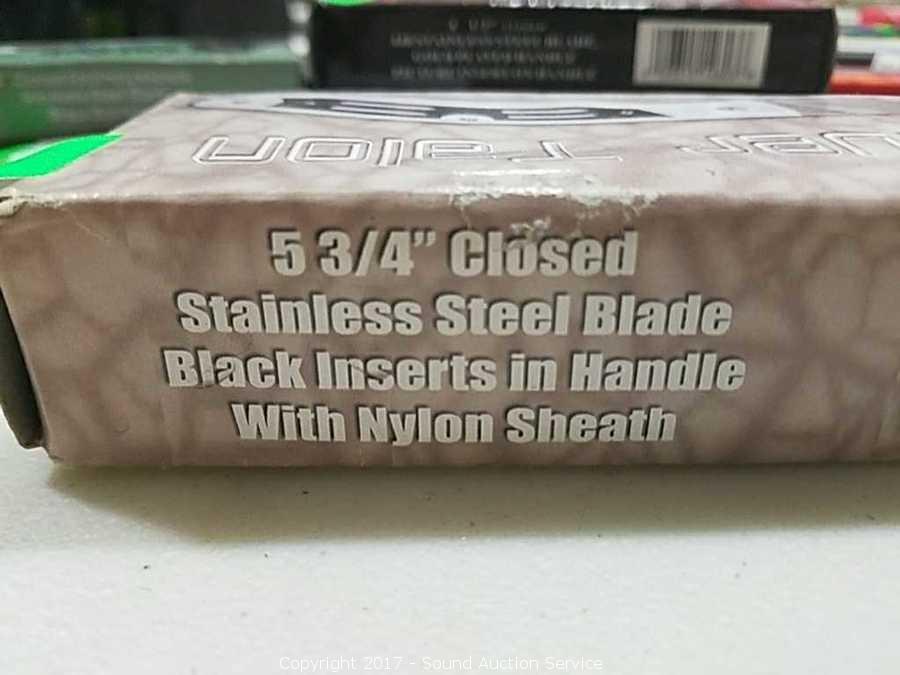 Talon
5 3/4” Closed
Stainless Steel Blade
Black Inserts in Handle
With Nylon Sheath
Copyright 2017 - Sound Auction Service